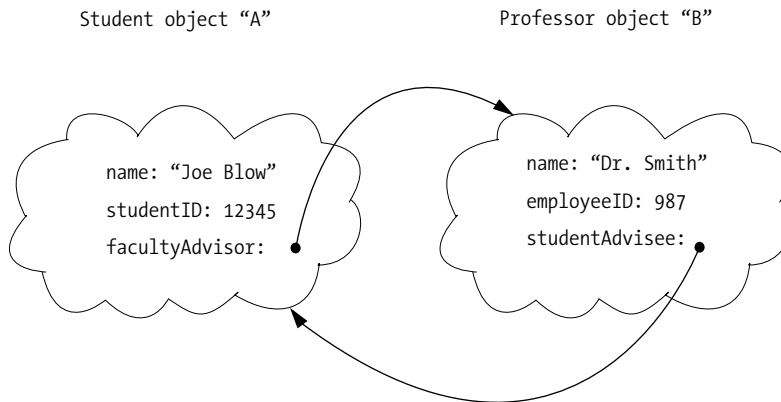 Student object “A”
Professor object “B”
name: “Joe Blow”
studentID: 12345
facultyAdvisor:
name: “Dr. Smith”
employeeID: 987
studentAdvisee: